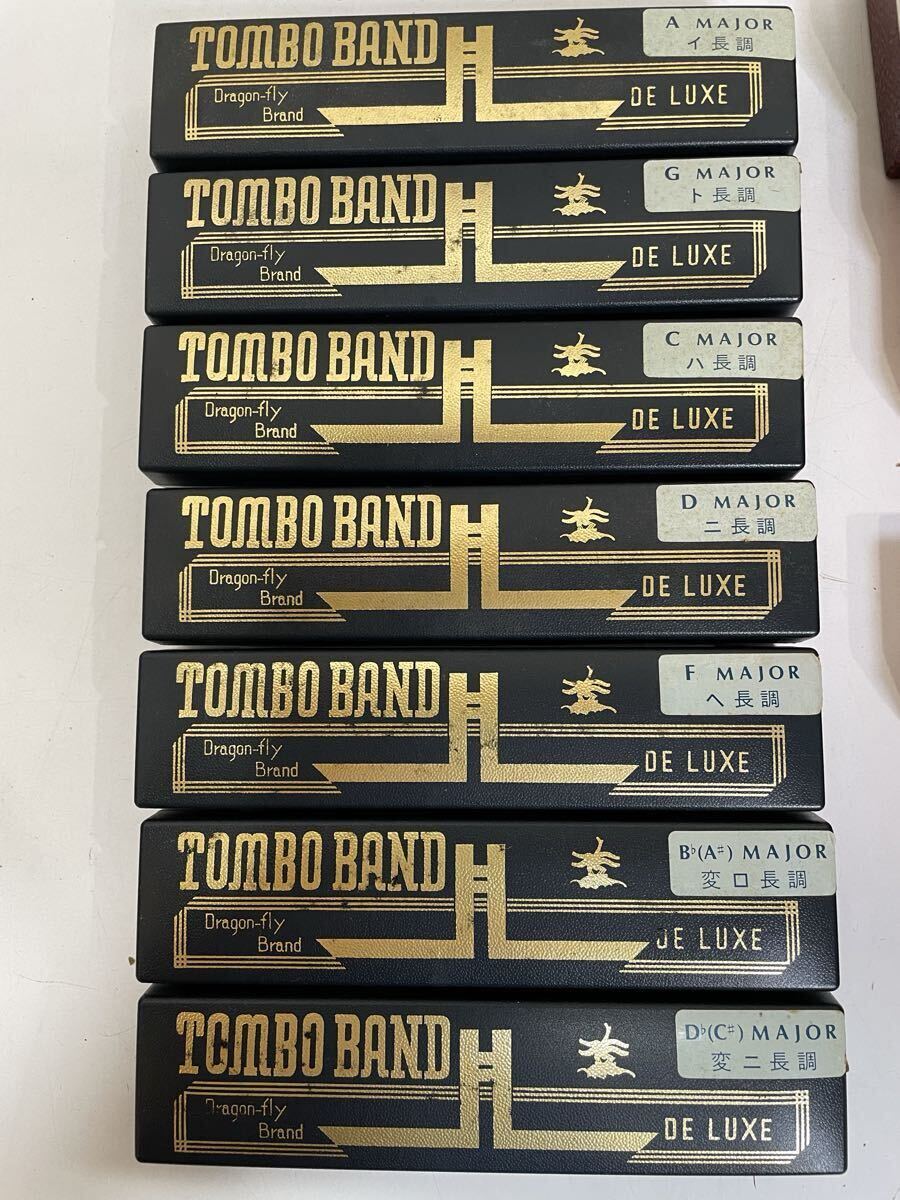 TOMBO BAND
A MAJOR
イ長調
Dragon-fly
Brand
DE LUXE
TOMBO BAND
G MAJOR
ト長調
Dragon-fly
Brand
DE LUXE
TOMBO BAND
C MAJOR
ハ長調
Dragon-fly
Brand
DE LUXE
TOMBO BAND
D MAJOR
ニ長調
Dragon-fly
Brand
DE LUXE
TOMBO BAND
F MAJOR
ヘ長調
Dragon-fly
Brand
DE LUXE
TOMBO BAND
B♭(A♯) MAJOR
変ロ長調
Dragon-fly
Brand
DE LUXE
TOMBO BAND
D♭(C♯) MAJOR
変ニ長調
Dragon-fly
Brand
DE LUXE